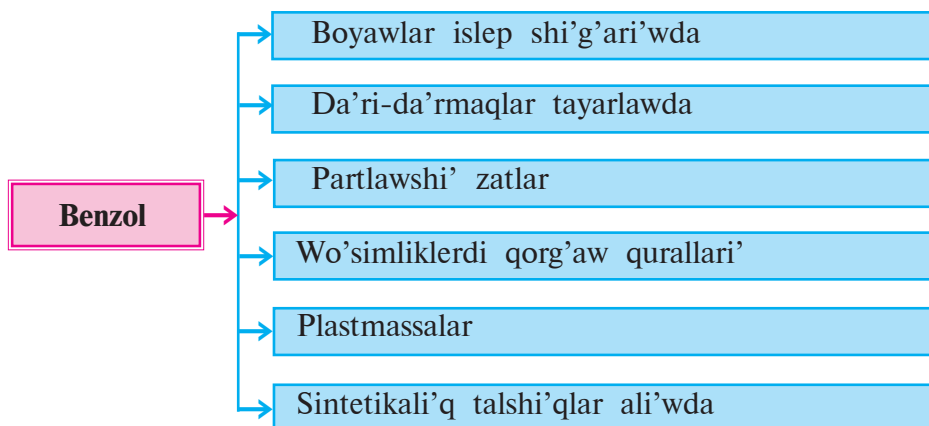 Boyawlar islep shi’g’ari’wda
Da’ri-da’rmaqlar tayarlawda
Partlawshi’ zatlar
Benzol
Wo’simliklerdi qorg’aw qurallari’
Plastmassalar
Sintetikali’q talshi’qlar ali’wda